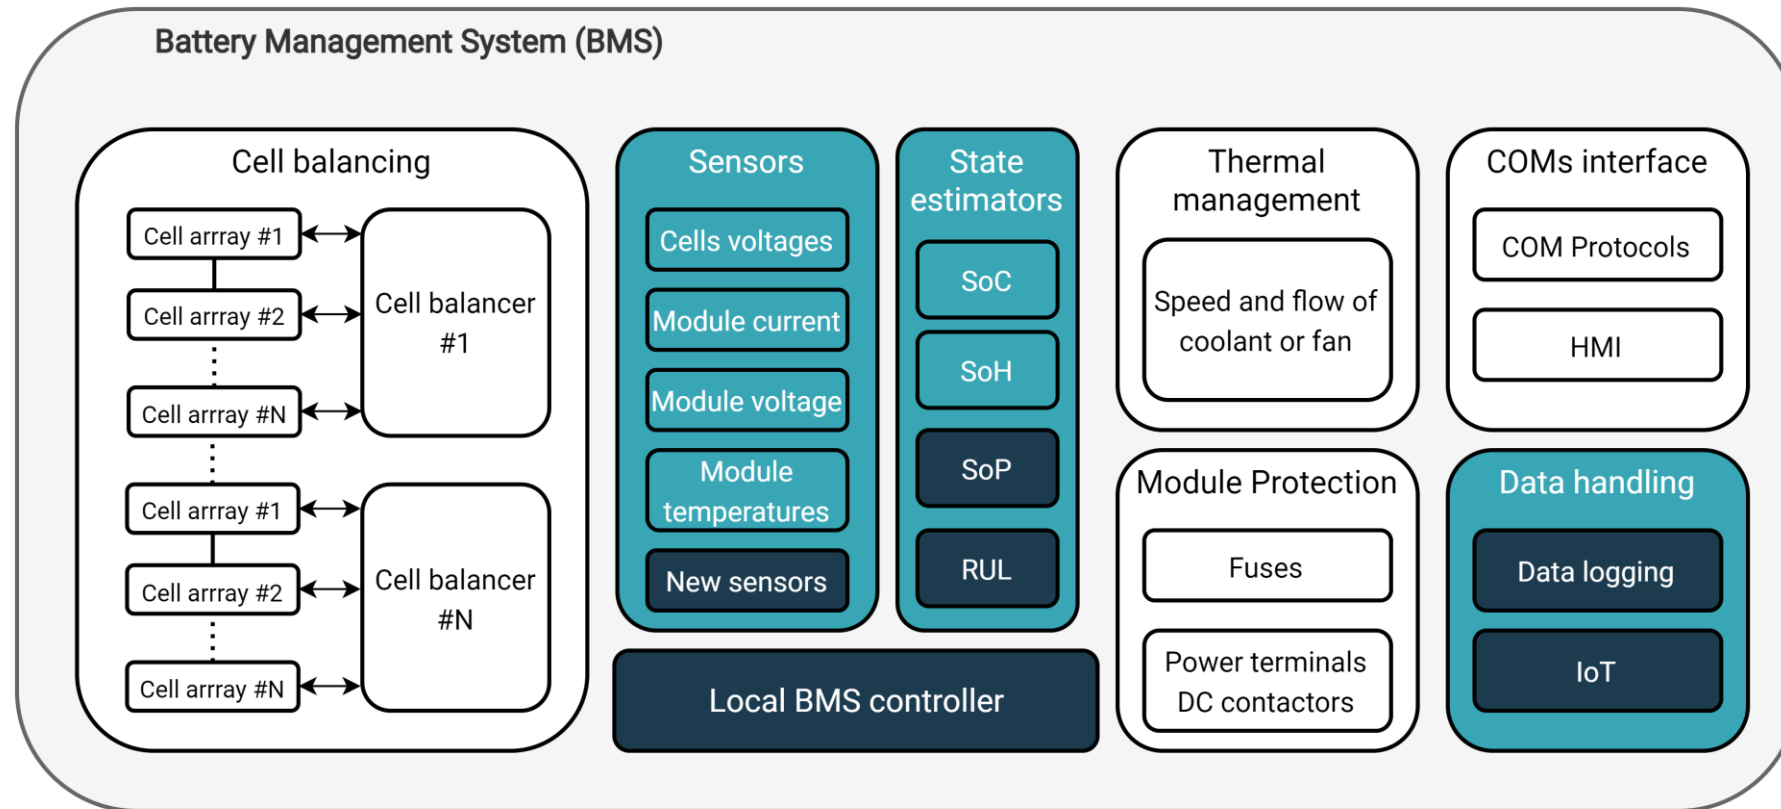 Battery Management System (BMS)
Cell balancing
Cell arrray #1
Cell arrray #2
Cell arrray #N
Cell balancer
#1
Cell arrray #1
Cell arrray #2
Cell arrray #N
Cell balancer
#N
Sensors
Cells voltages
Module current
Module voltage
Module
temperatures
New sensors
State
estimators
SoC
SoH
SoP
RUL
Local BMS controller
Thermal
management
Speed and flow of
coolant or fan
Module Protection
Fuses
Power terminals
DC contactors
COMs interface
COM Protocols
HMI
Data handling
Data logging
IoT